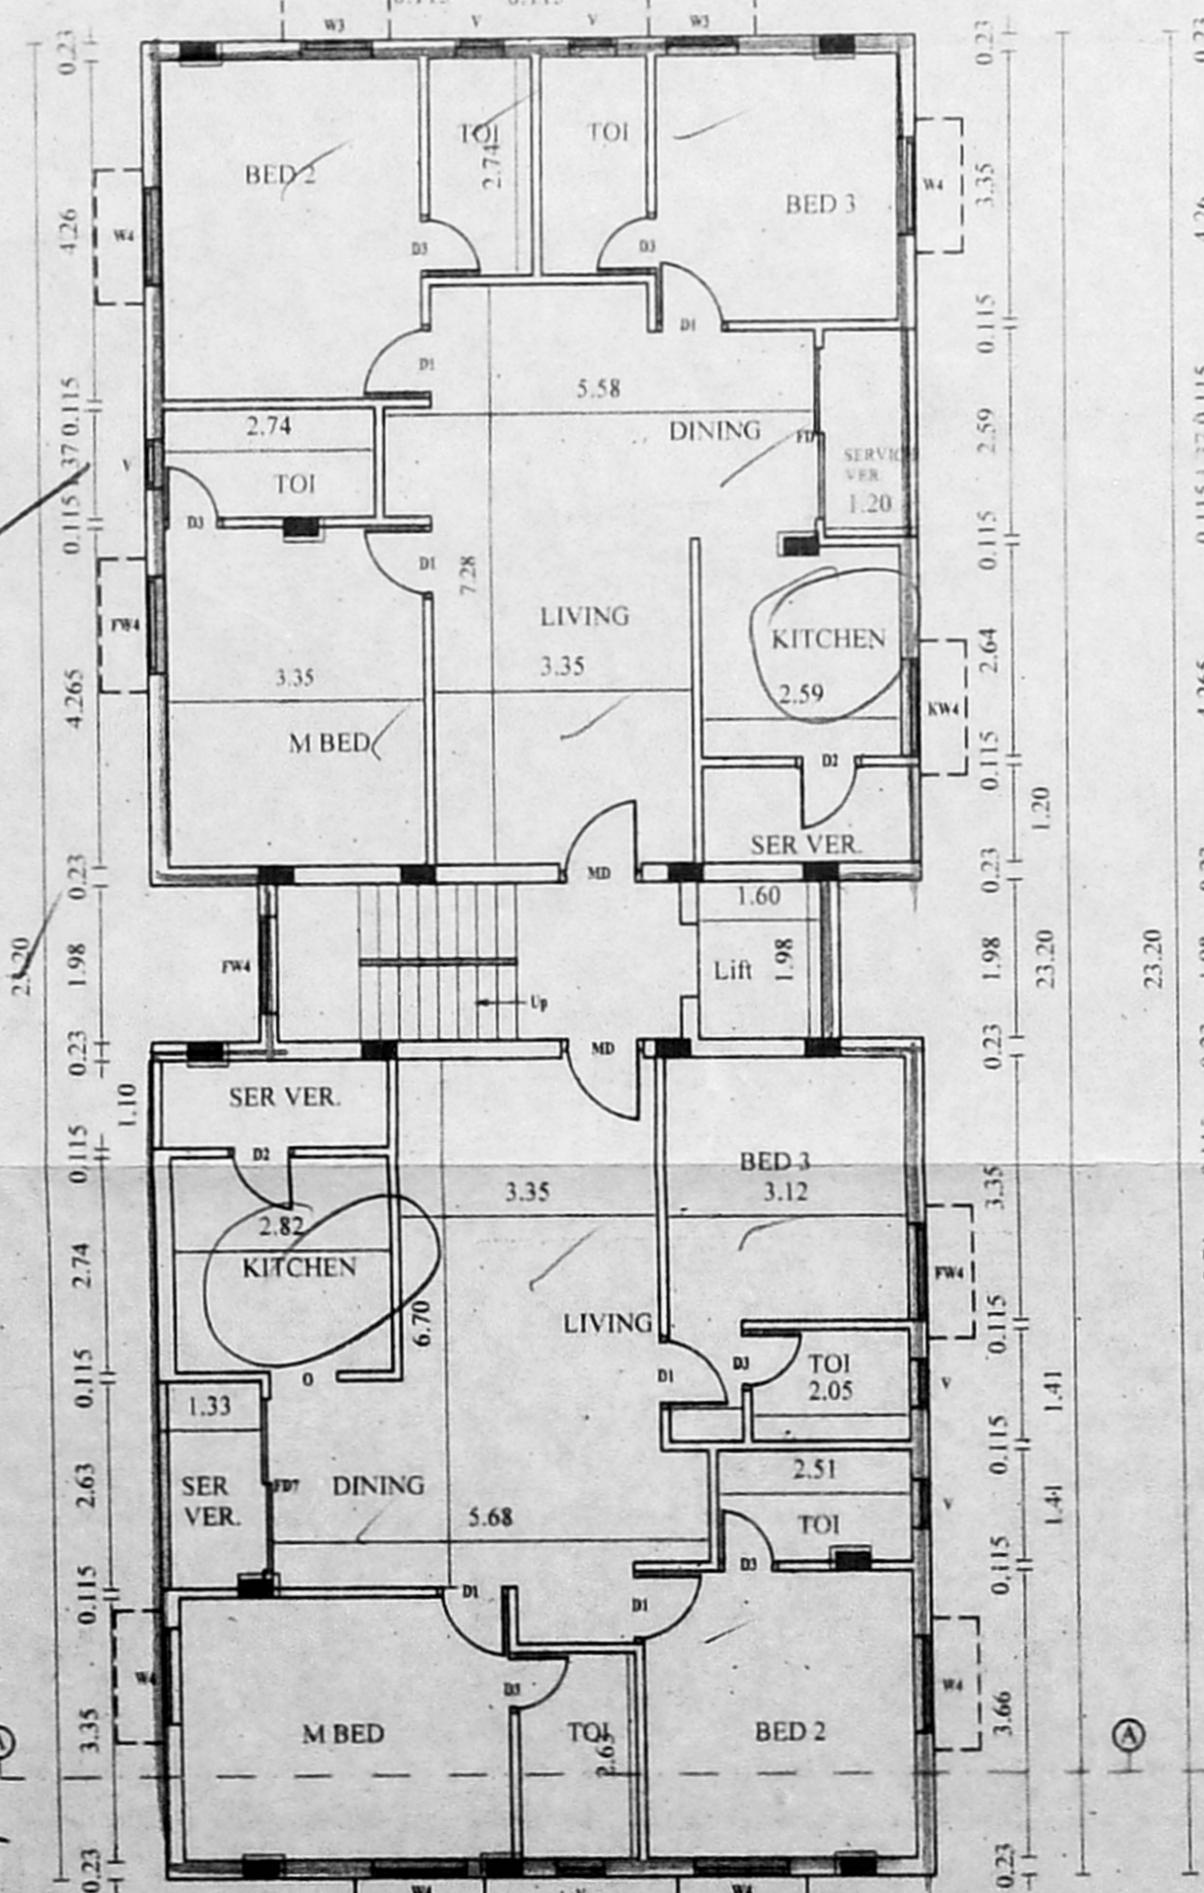 W3
V
V
W3
0.23
0.23
TOI
TOI
2.74
BED 2
BED 3
W4
W4
3.35
4.26
D3
D3
D1
0.115
D1
5.58
0.115
2.74
DINING
FD
2.59
V
TOI
SERVICE
VER.
1.20
0.115
D3
0.115
D1
7.28
LIVING
KITCHEN
FW4
3.35
3.35
2.59
2.64
4.265
KW4
M BED
D2
0.115
1.20
SER VER.
0.23
MD
0.23
1.60
23.20
FW4
1.98
Lift
1.98
1.98
23.20
23.20
Up
0.23
MD
0.23
SER VER.
1.10
0.115
D2
BED 3
3.35
3.12
3.35
2.82
KITCHEN
2.74
FW4
6.70
LIVING
0.115
TOI
0.115
O
D1
D3
2.05
V
1.41
1.33
0.115
2.51
SER
VER.
2.63
FD7
DINING
5.68
TOI
V
1.41
D3
0.115
0.115
D1
D1
W4
W4
D3
M BED
TOI
2.63
BED 2
3.35
3.66
A
0.23
0.23
W4
W4